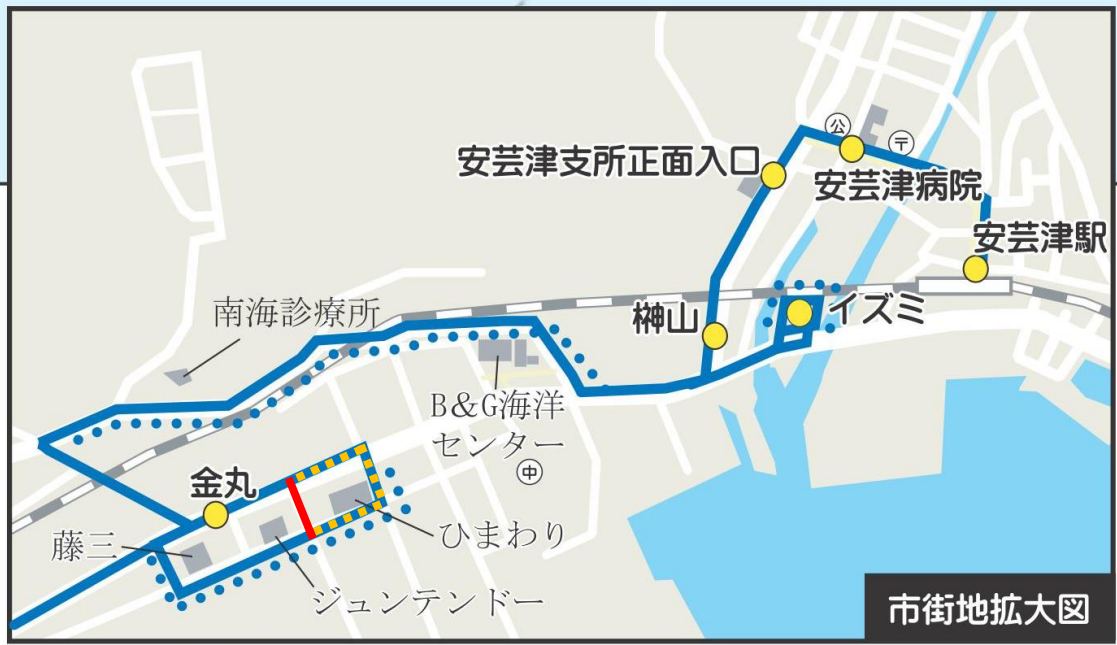 公
〒
安芸津支所正面入口
安芸津病院
安芸津駅
南海診療所
榊山
イズミ
B&G海洋
センター
中
金丸
藤三
ひまわり
ジュンテンドー
市街地拡大図